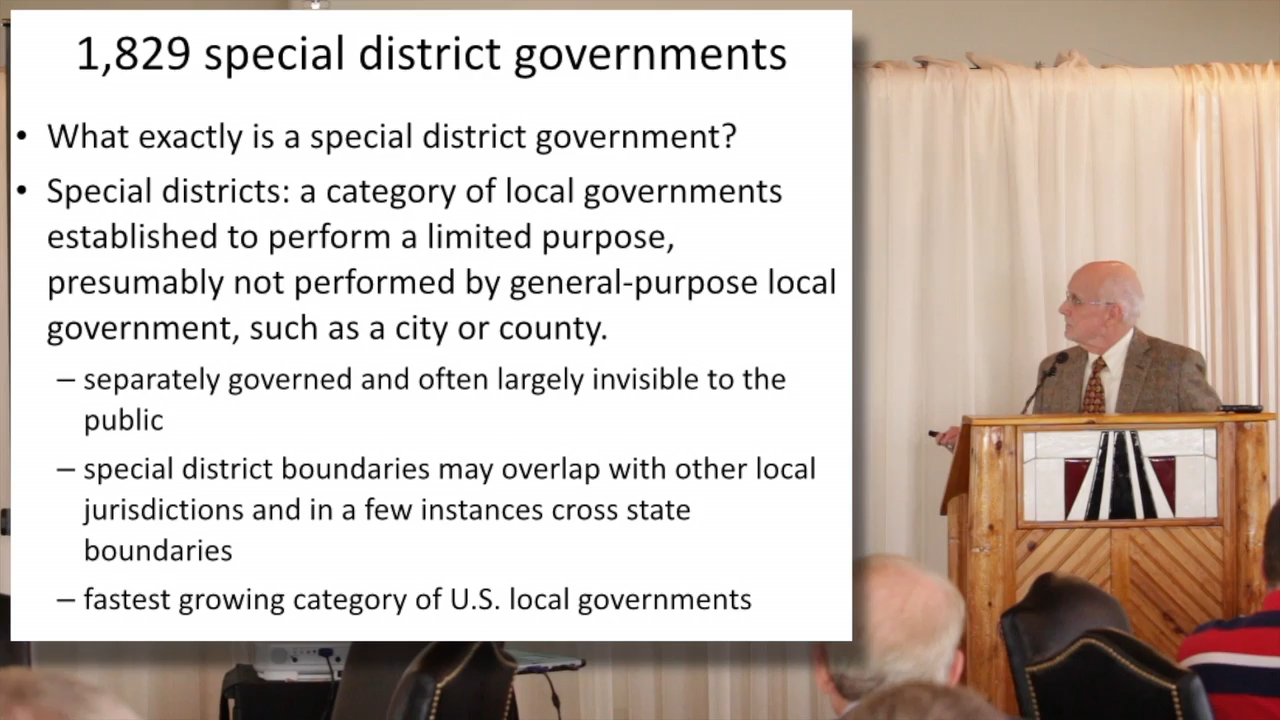 1,829 special district governments
• What exactly is a special district government?
• Special districts: a category of local governments
established to perform a limited purpose,
presumably not performed by general-purpose local
government, such as a city or county.
– separately governed and often largely invisible to the
public
– special district boundaries may overlap with other local
jurisdictions and in a few instances cross state
boundaries
– fastest growing category of U.S. local governments